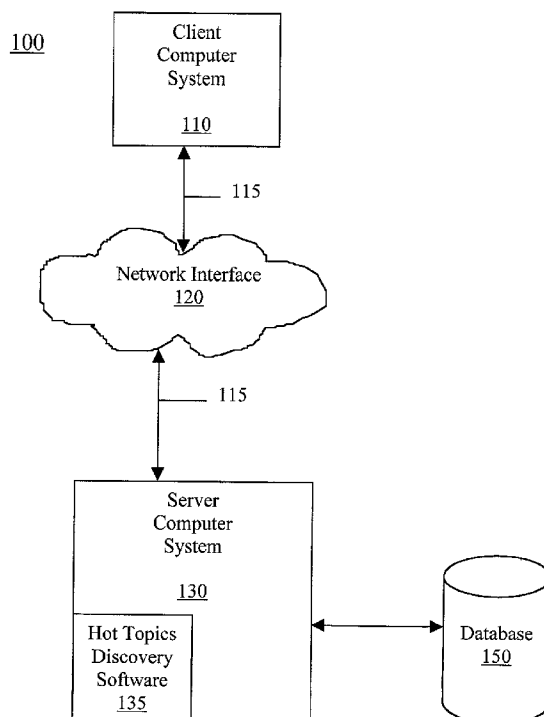 100
Client
Computer
System
110
115
Network Interface
120
115
Server
Computer
System
130
Hot Topics
Discovery
Software
135
Database
150